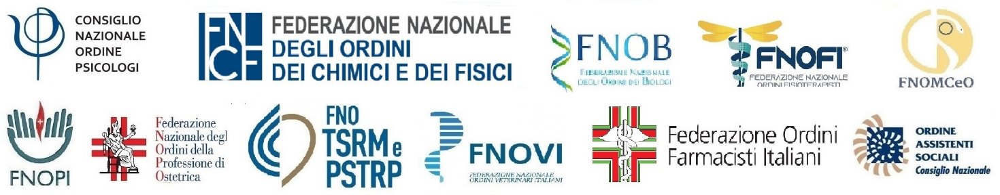 CONSIGLIO
NAZIONALE
ORDINE
PSICOLOGI
FN
CF
FEDERAZIONE NAZIONALE
DEGLI ORDINI
DEI CHIMICI E DEI FISICI
FNOB
FEDERAZIONE NAZIONALE
DEGLI ORDINI DEI BIOLOGI
FNOFI®
FEDERAZIONE NAZIONALE
ORDINI FISIOTERAPISTI
FNOMCeO
FNOPI
Federazione
Nazionale degl
Ordini della
Professione di
Ostetrica
FNO
TSRM e
PSTRP
FNOVI
FEDERAZIONE NAZIONALE
ORDINI VETERINARI ITALIANI
Federazione Ordini
Farmacisti Italiani
ORDINE
ASSISTENTI
SOCIALI
Consiglio Nazionale